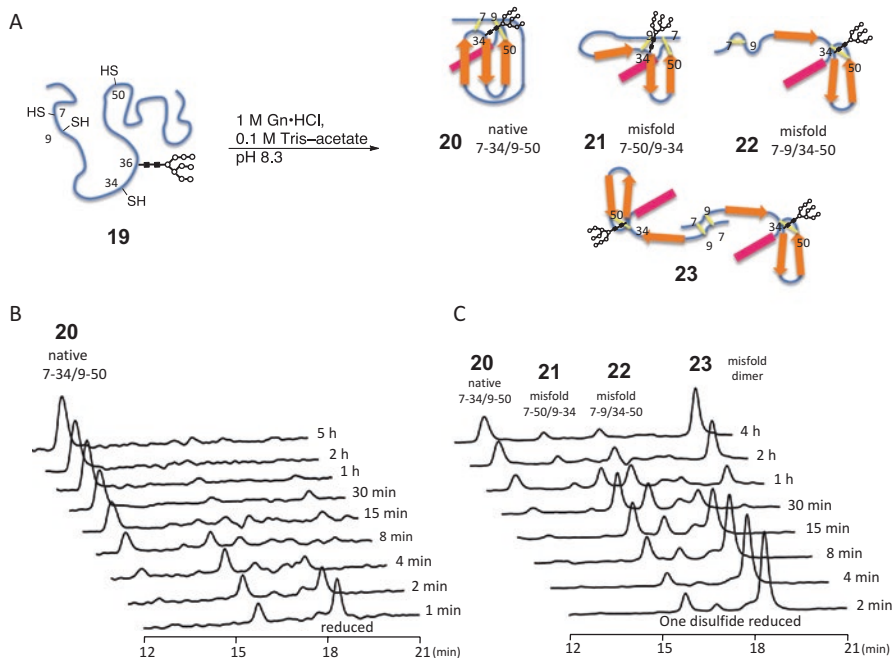 A
HS
50
HS
7
SH
9
36
34
SH
19
1 M Gn•HCl,
0.1 M Tris–acetate
pH 8.3
7 9
34
50
20 native
7-34/9-50
9 7
34
50
21 misfold
7-50/9-34
7 9
34
50
22 misfold
7-9/34-50
50
34
9
7
7
9
34
50
23
B
20
native
7-34/9-50
5 h
2 h
1 h
30 min
15 min
8 min
4 min
2 min
1 min
reduced
12 15 18 21 (min)
C
20 21 22 23 misfold
dimer
native misfold misfold
7-34/9-50 7-50/9-34 7-9/34-50
4 h
2 h
1 h
30 min
15 min
8 min
4 min
2 min
One disulfide reduced
12 15 18 21 (min)